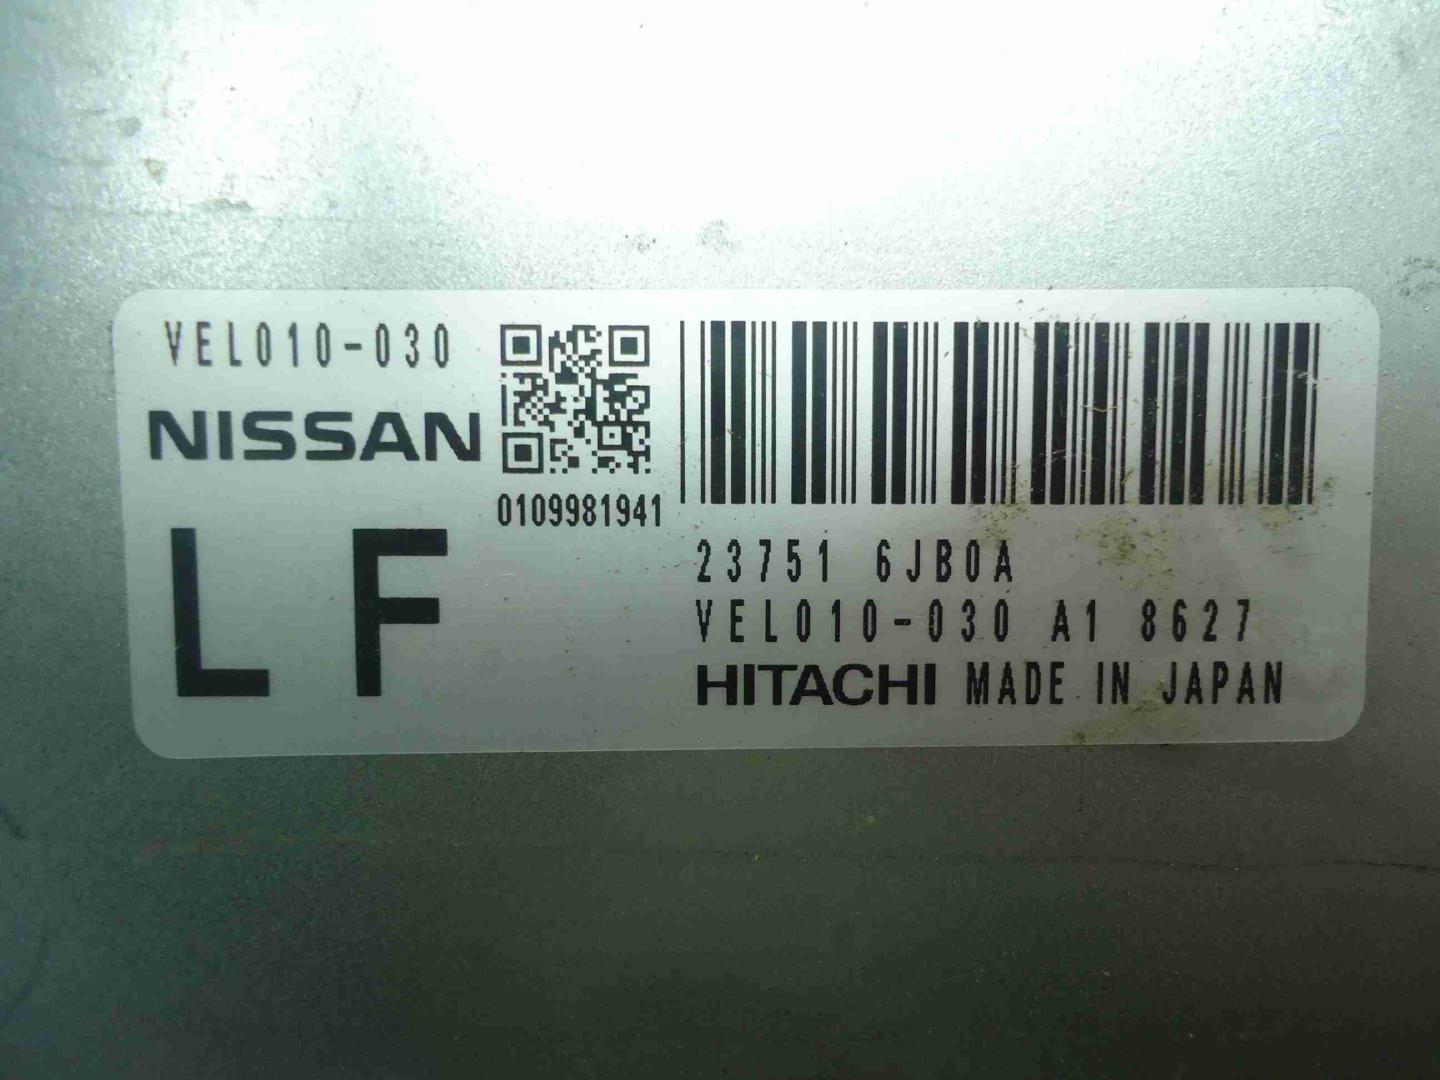 VEL010-030
NISSAN
0109981941
LF
23751 6JB0A
VEL010-030 A1 8627
HITACHI MADE IN JAPAN